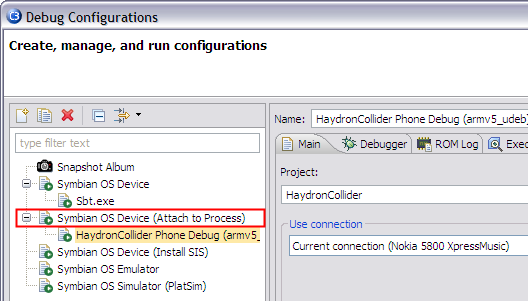 C3 Debug Configurations
Create, manage, and run configurations
type filter text
Snapshot Album
Symbian OS Device
Sbt.exe
Symbian OS Device (Attach to Process)
HaydronCollider Phone Debug (armv5_
Symbian OS Device (Install SIS)
Symbian OS Emulator
Symbian OS Simulator (PlatSim)
Name: HaydronCollider Phone Debug (armv5_udeb)
Main Debugger ROM Log Exec
Project:
HaydronCollider
Use connection
Current connection (Nokia 5800 XpressMusic)